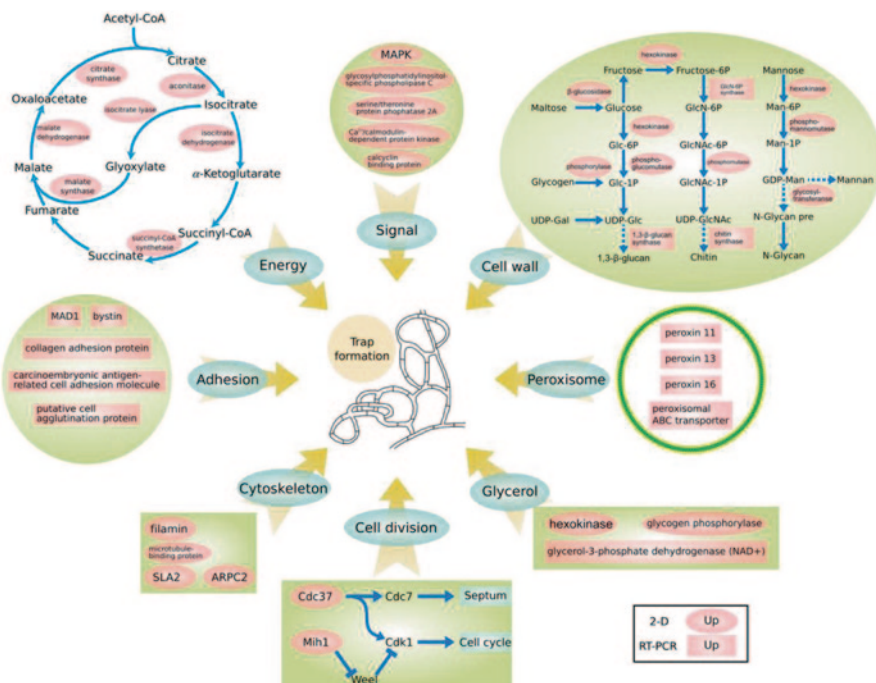 Acetyl-CoA
Citrate
citrate
synthase
aconitase
Oxaloacetate
isocitrate lyase
Isocitrate
malate
dehydrogenase
isocitrate
dehydrogenase
Malate
Glyoxylate
malate
synthase
α-Ketoglutarate
Fumarate
succinyl-CoA
synthetase
Succinyl-CoA
Succinate
Energy
MAPK
glycosylphosphatidylinositol-
specific phospholipase C
serine/theronine
protein phophatase 2A
Ca²⁺/calmodulin-
dependent protein kinase
calcyclin
binding protein
Signal
hexokinase
Fructose
Fructose-6P
Mannose
β-glucosidase
GlcN-6P
synthase
hexokinase
Maltose
Glucose
GlcN-6P
Man-6P
hexokinase
phospho-
mannomutase
Glc-6P
GlcNAc-6P
Man-1P
phosphorylase
phospho-
glucomutase
phosphomutase
Glycogen
Glc-1P
GlcNAc-1P
GDP-Man
Mannan
glycosyl-
transferase
UDP-Gal
UDP-Glc
UDP-GlcNAc
N-Glycan pre
1,3-β-glucan
synthase
chitin
synthase
1,3-β-glucan
Chitin
N-Glycan
Cell wall
MAD1
bystin
collagen adhesion protein
carcinoembryonic antigen-
related cell adhesion molecule
putative cell
agglutination protein
Adhesion
Trap
formation
Peroxisome
peroxin 11
peroxin 13
peroxin 16
peroxisomal
ABC transporter
Cytoskeleton
filamin
microtubule-
binding protein
SLA2
ARPC2
Cell division
Cdc37
Cdc7
Septum
Mih1
Cdk1
Cell cycle
Weel
Glycerol
hexokinase
glycogen phosphorylase
glycerol-3-phosphate dehydrogenase (NAD+)
2-D
Up
RT-PCR
Up